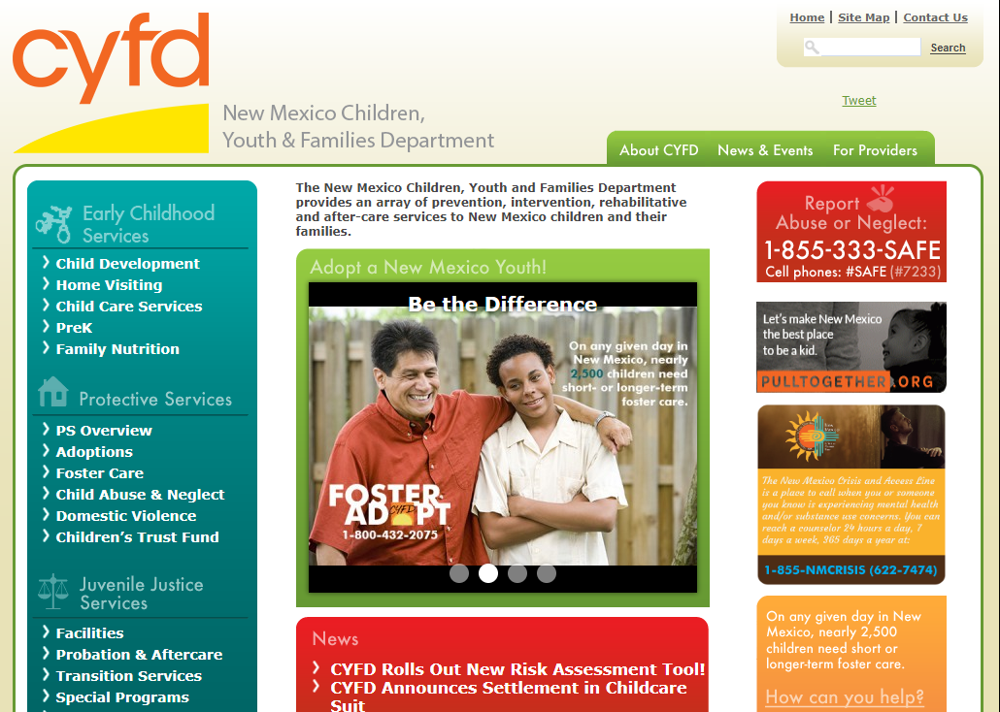 cyfd
New Mexico Children,
Youth & Families Department
Home | Site Map | Contact Us
Search
Tweet
About CYFD News & Events For Providers
Early Childhood
Services
Child Development
Home Visiting
Child Care Services
PreK
Family Nutrition
Protective Services
PS Overview
Adoptions
Foster Care
Child Abuse & Neglect
Domestic Violence
Children's Trust Fund
Juvenile Justice
Services
Facilities
Probation & Aftercare
Transition Services
Special Programs
The New Mexico Children, Youth and Families Department
provides an array of prevention, intervention, rehabilitative
and after-care services to New Mexico children and their
families.
Adopt a New Mexico Youth!
Be the Difference
On any given day in
New Mexico, nearly
2,500 children need
short- or longer-term
foster care.
FOSTER
CYFD
ADOPT
1-800-432-2075
News
CYFD Rolls Out New Risk Assessment Tool!
CYFD Announces Settlement in Childcare
Suit
Report
Abuse or Neglect:
1-855-333-SAFE
Cell phones: #SAFE (#7233)
Let's make New Mexico
the best place
to be a kid.
PULLTOGETHER.ORG
The New Mexico Crisis and Access Line
is a place to call when you or someone
you know is experiencing mental health
and/or substance use concerns. You can
reach a counselor 24 hours a day, 7
days a week, 365 days a year at:
1-855-NMCRISIS (622-7474)
On any given day in New
Mexico, nearly 2,500
children need short or
longer-term foster care.
How can you help?